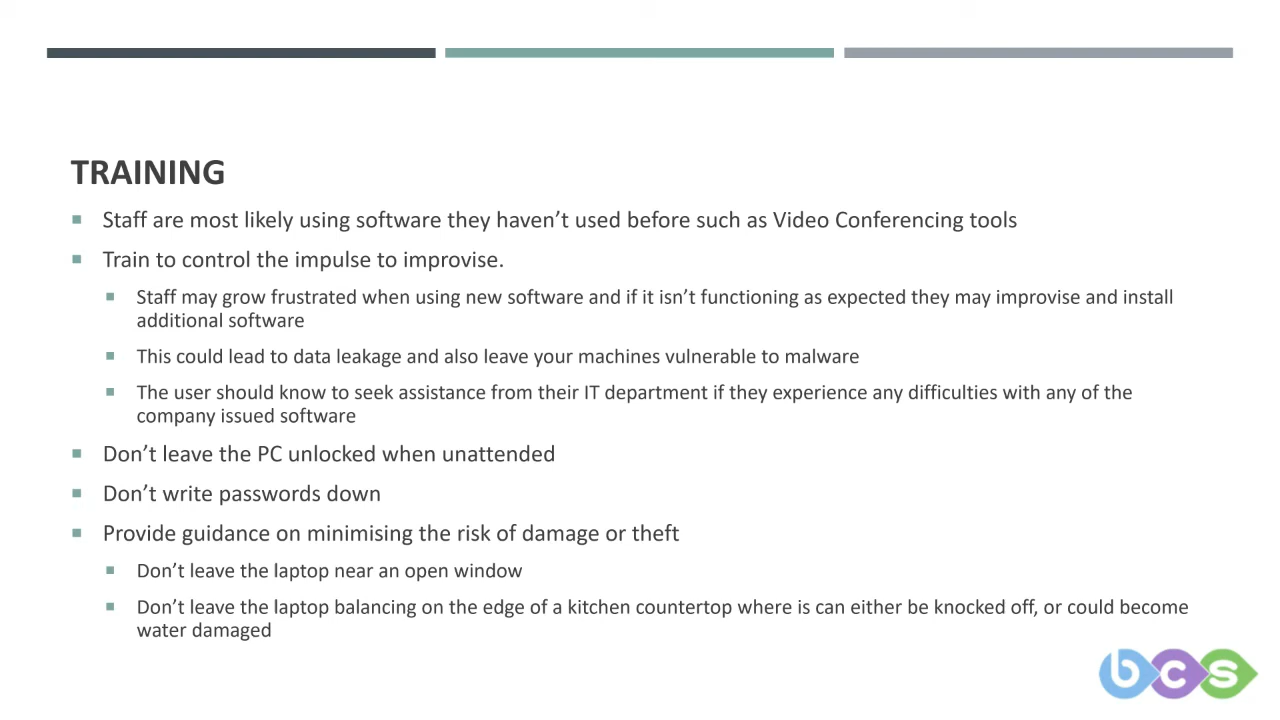 TRAINING
Staff are most likely using software they haven’t used before such as Video Conferencing tools
Train to control the impulse to improvise.
Staff may grow frustrated when using new software and if it isn’t functioning as expected they may improvise and install
additional software
This could lead to data leakage and also leave your machines vulnerable to malware
The user should know to seek assistance from their IT department if they experience any difficulties with any of the
company issued software
Don’t leave the PC unlocked when unattended
Don’t write passwords down
Provide guidance on minimising the risk of damage or theft
Don’t leave the laptop near an open window
Don’t leave the laptop balancing on the edge of a kitchen countertop where is can either be knocked off, or could become
water damaged
bcs